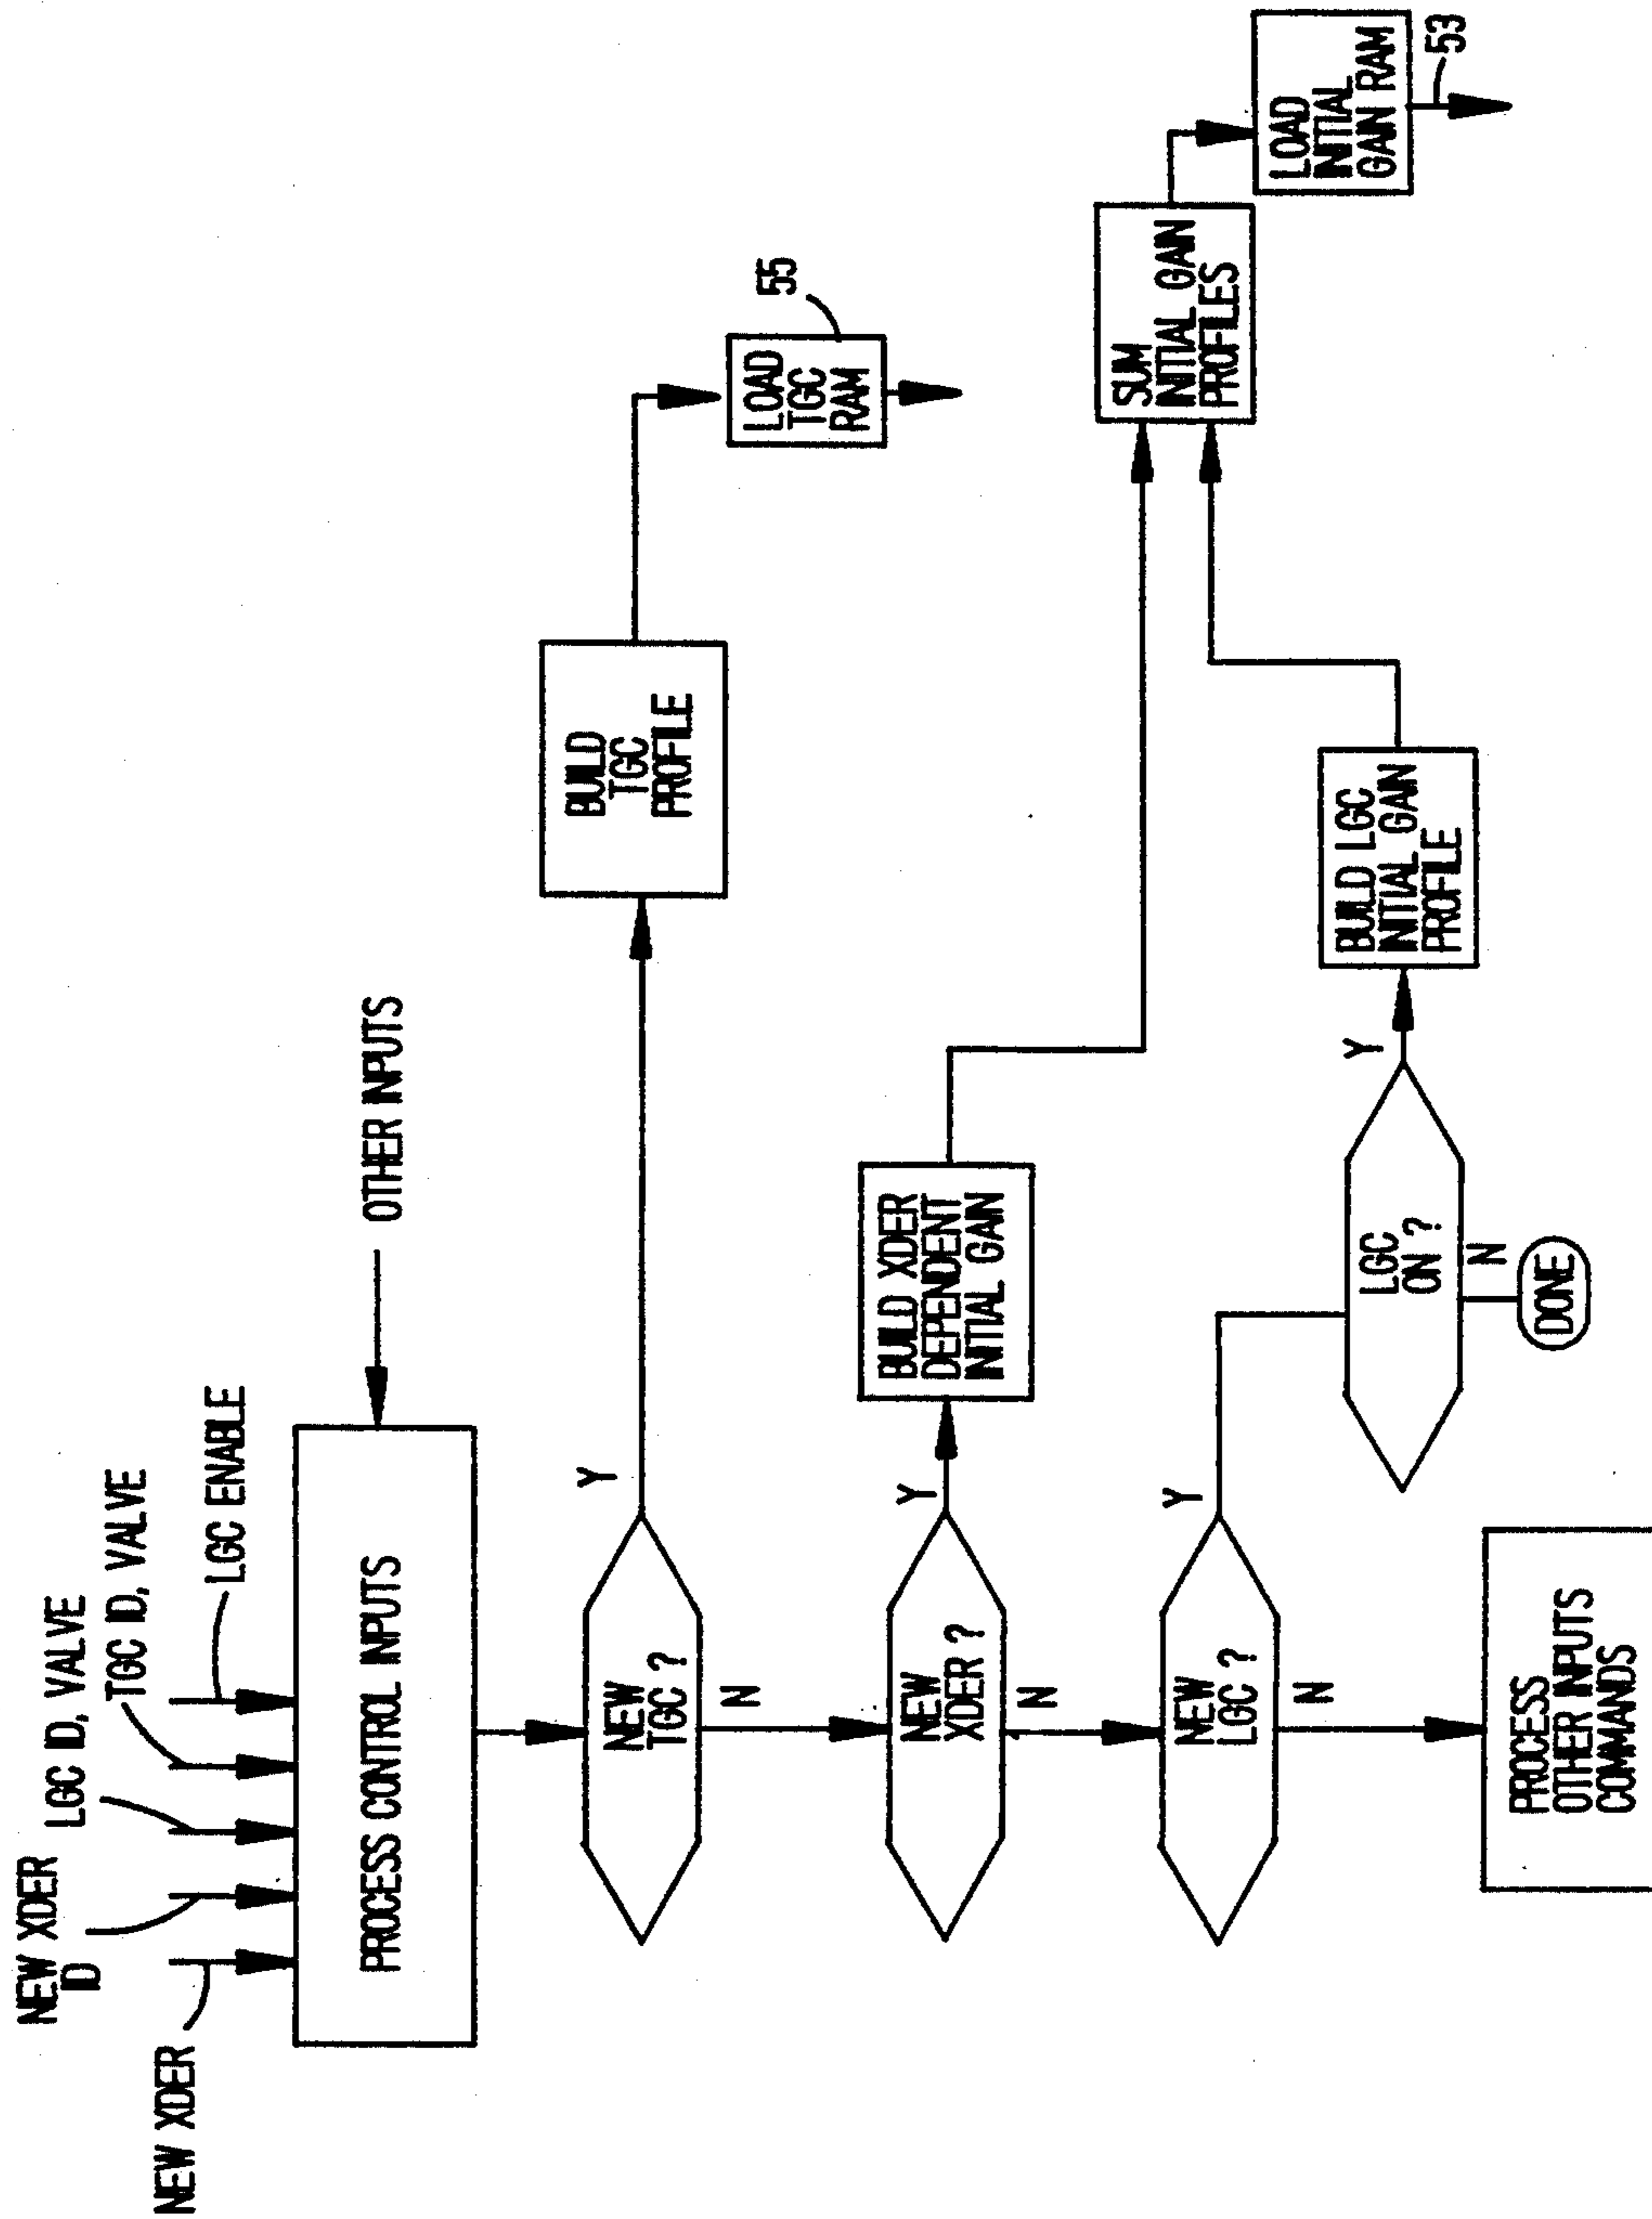 NEW XDER
NEW XDER
ID
LGC ID, VALVE
TGC ID, VALVE
LGC ENABLE
PROCESS CONTROL INPUTS
OTHER INPUTS
NEW
TGC ?
Y
N
BUILD
TGC
PROFILE
LOAD
TGC
RAM
55
NEW
XDER ?
Y
N
BUILD XDER
DEPENDENT
INITIAL GAIN
SUM
INITIAL GAIN
PROFILES
LOAD
INITIAL
GAIN RAM
53
NEW
LGC ?
Y
N
LGC
ON ?
Y
N
DONE
BUILD LGC
INITIAL GAIN
PROFILE
PROCESS
OTHER INPUTS
COMMANDS